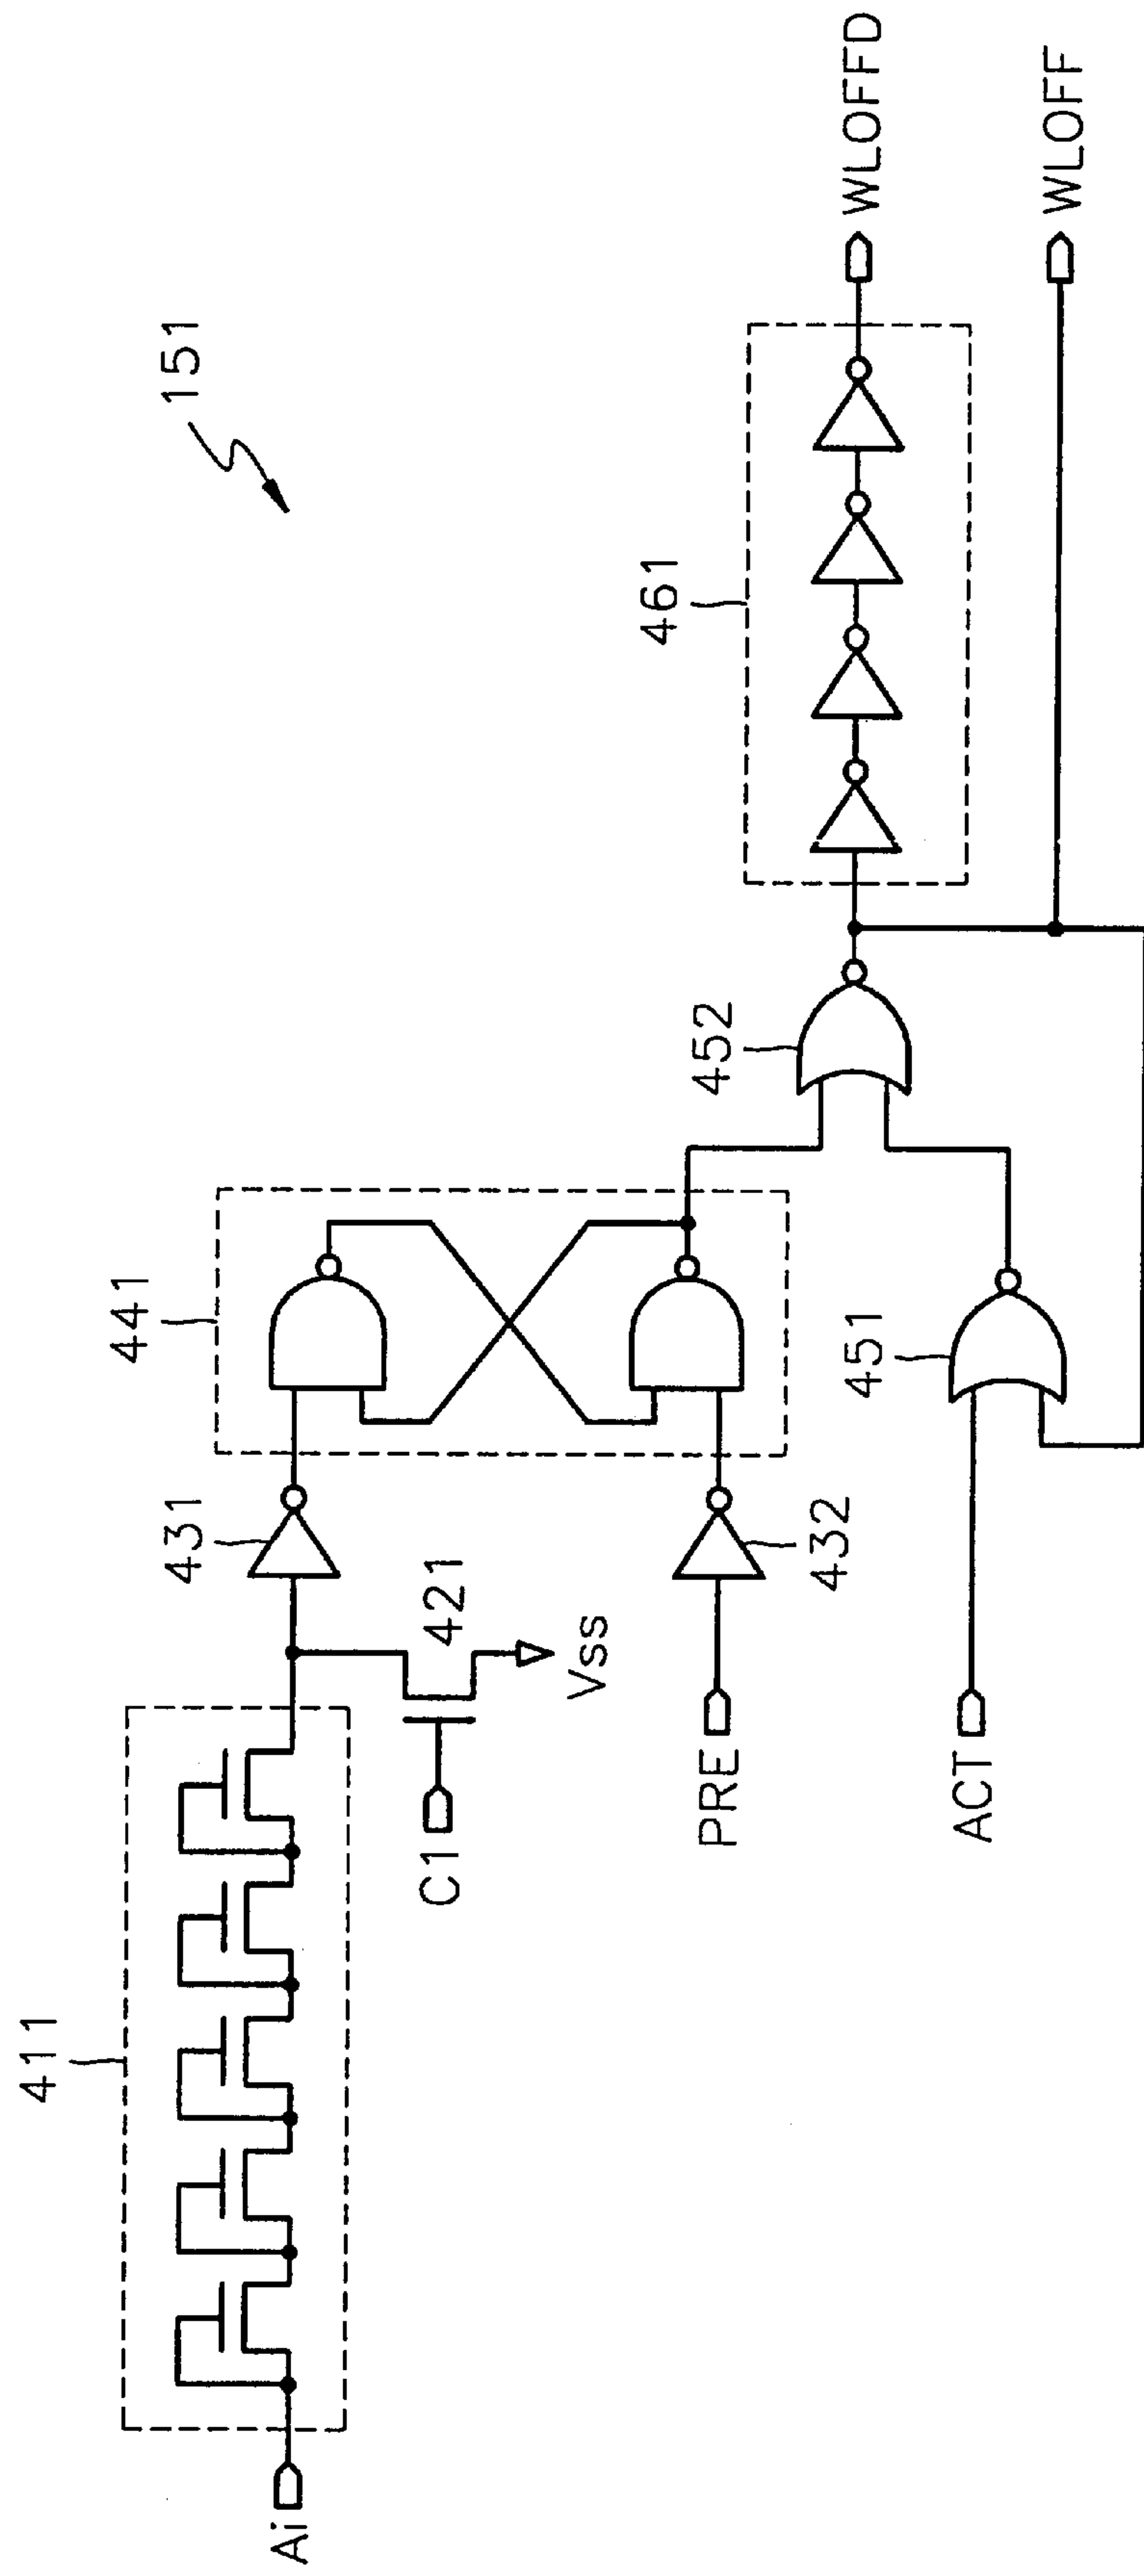 151
411
Ai
C1
421
Vss
431
441
PRE
432
ACT
451
452
461
WLOFFD
WLOFF